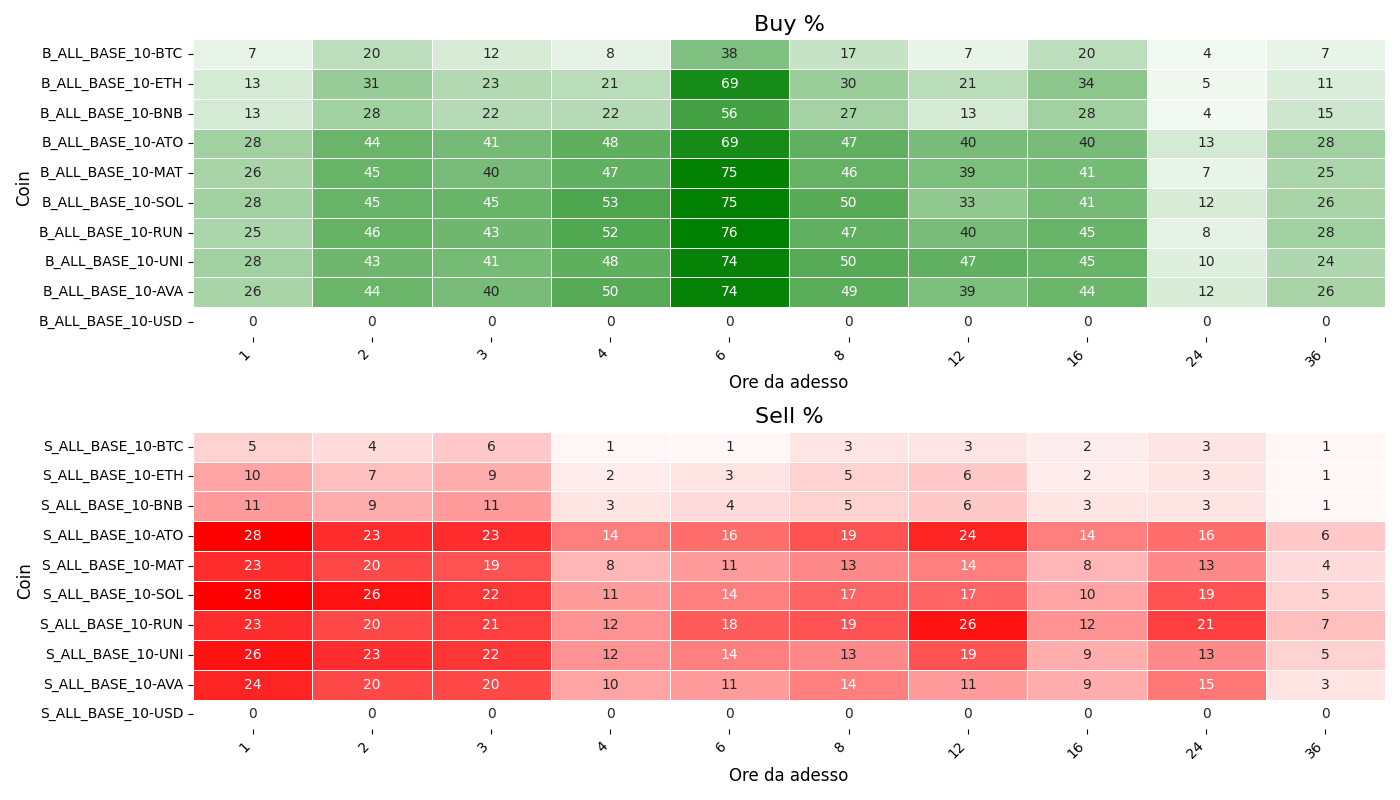 Buy %
Coin
B_ALL_BASE_10-BTC 7 20 12 8 38 17 7 20 4 7
B_ALL_BASE_10-ETH 13 31 23 21 69 30 21 34 5 11
B_ALL_BASE_10-BNB 13 28 22 22 56 27 13 28 4 15
B_ALL_BASE_10-ATO 28 44 41 48 69 47 40 40 13 28
B_ALL_BASE_10-MAT 26 45 40 47 75 46 39 41 7 25
B_ALL_BASE_10-SOL 28 45 45 53 75 50 33 41 12 26
B_ALL_BASE_10-RUN 25 46 43 52 76 47 40 45 8 28
B_ALL_BASE_10-UNI 28 43 41 48 74 50 47 45 10 24
B_ALL_BASE_10-AVA 26 44 40 50 74 49 39 44 12 26
B_ALL_BASE_10-USD 0 0 0 0 0 0 0 0 0 0
1 2 3 4 6 8 12 16 24 36
Ore da adesso
Sell %
Coin
S_ALL_BASE_10-BTC 5 4 6 1 1 3 3 2 3 1
S_ALL_BASE_10-ETH 10 7 9 2 3 5 6 2 3 1
S_ALL_BASE_10-BNB 11 9 11 3 4 5 6 3 3 1
S_ALL_BASE_10-ATO 28 23 23 14 16 19 24 14 16 6
S_ALL_BASE_10-MAT 23 20 19 8 11 13 14 8 13 4
S_ALL_BASE_10-SOL 28 26 22 11 14 17 17 10 19 5
S_ALL_BASE_10-RUN 23 20 21 12 18 19 26 12 21 7
S_ALL_BASE_10-UNI 26 23 22 12 14 13 19 9 13 5
S_ALL_BASE_10-AVA 24 20 20 10 11 14 11 9 15 3
S_ALL_BASE_10-USD 0 0 0 0 0 0 0 0 0 0
1 2 3 4 6 8 12 16 24 36
Ore da adesso